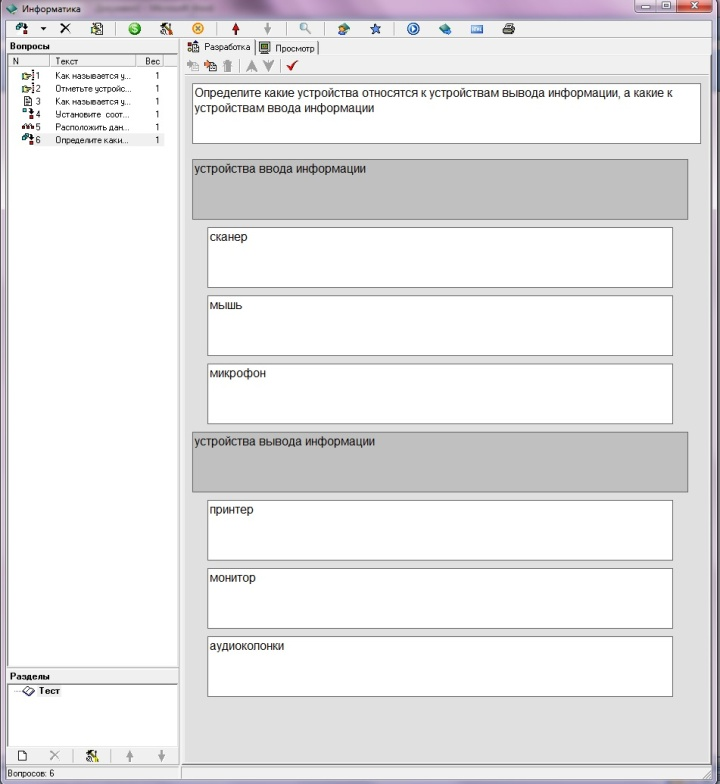 Информатика
Вопросы
N Текст Вес
1 Как называется у... 1
2 Отметьте устройс... 1
3 Как называется у... 1
4 Установите соот... 1
5 Расположить дан... 1
6 Определите каки... 1
Разделы
Тест
Вопросов: 6
Разработка Просмотр
Определите какие устройства относятся к устройствам вывода информации, а какие к
устройствам ввода информации
устройства ввода информации
сканер
мышь
микрофон
устройства вывода информации
принтер
монитор
аудиоколонки